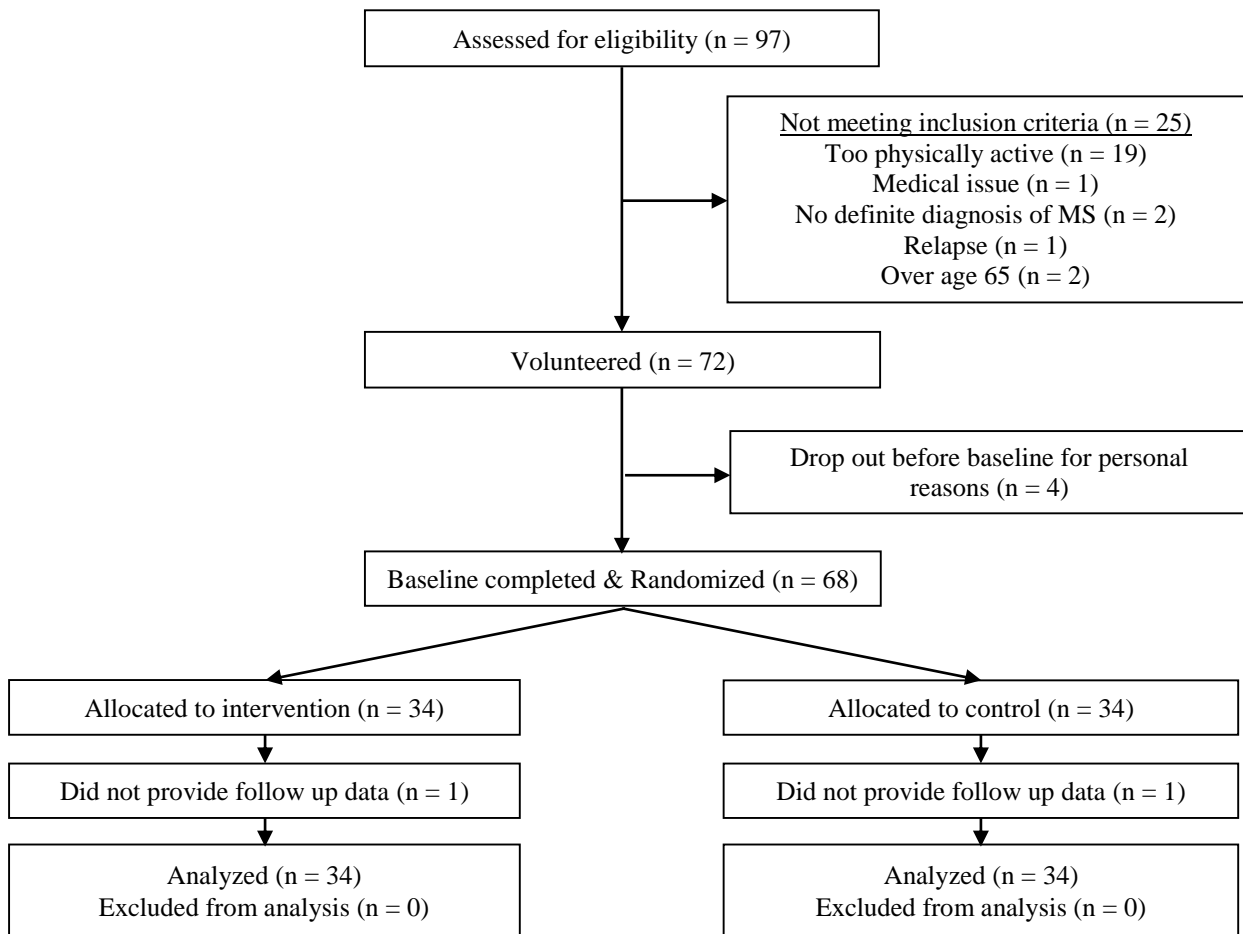 Assessed for eligibility (n = 97)
Not meeting inclusion criteria (n = 25)
Too physically active (n = 19)
Medical issue (n = 1)
No definite diagnosis of MS (n = 2)
Relapse (n = 1)
Over age 65 (n = 2)
Volunteered (n = 72)
Drop out before baseline for personal
reasons (n = 4)
Baseline completed & Randomized (n = 68)
Allocated to intervention (n = 34)
Allocated to control (n = 34)
Did not provide follow up data (n = 1)
Did not provide follow up data (n = 1)
Analyzed (n = 34)
Excluded from analysis (n = 0)
Analyzed (n = 34)
Excluded from analysis (n = 0)